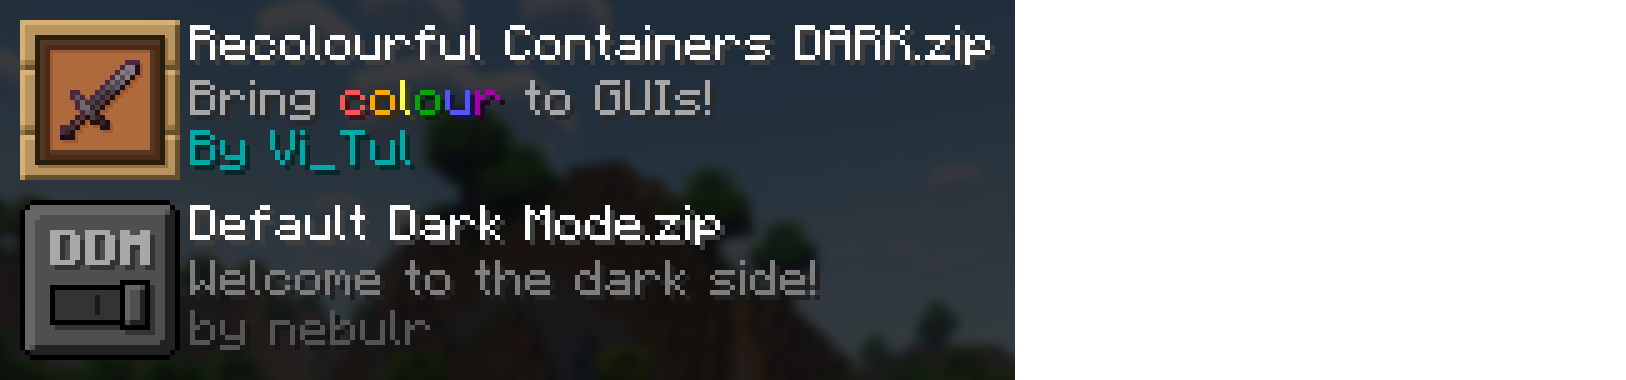 Recolourful Containers DARK.zip
Bring colour to GUIs!
By Vi_Tul
DDM
Default Dark Mode.zip
Welcome to the dark side!
by nebulr